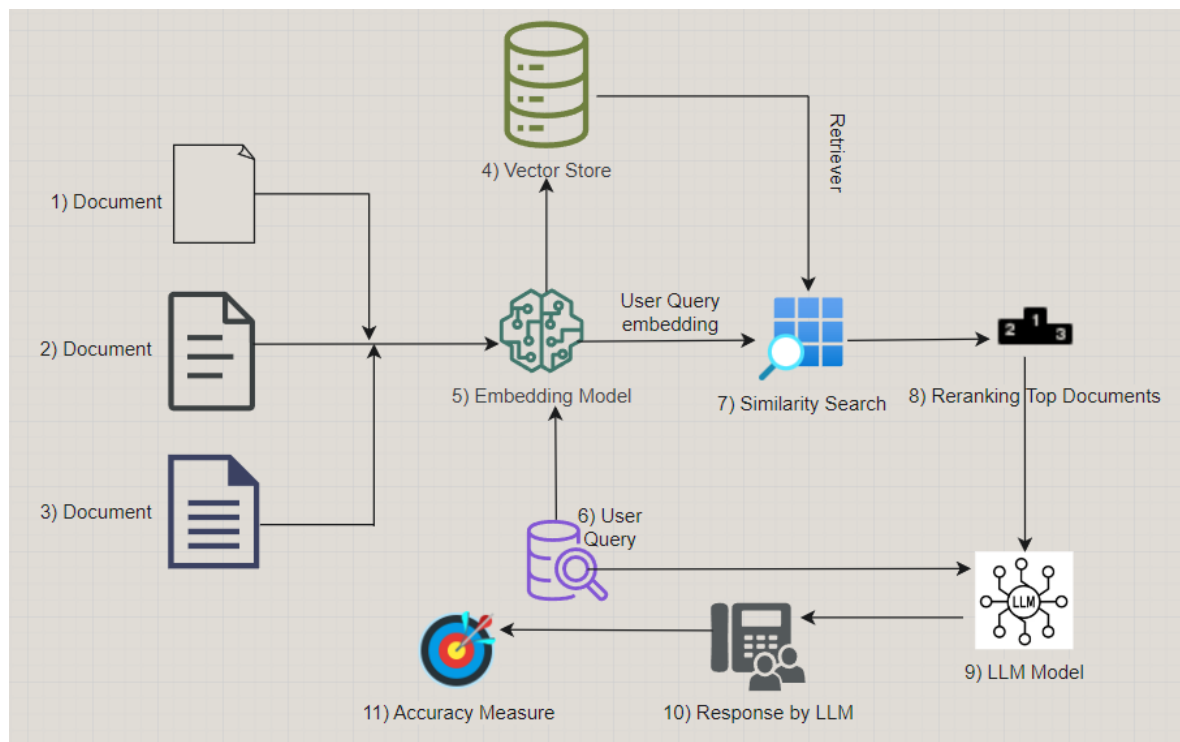 4) Vector Store
Retriever
1) Document
2) Document
3) Document
5) Embedding Model
User Query
embedding
7) Similarity Search
2
1
3
8) Reranking Top Documents
6) User
Query
LLM
9) LLM Model
10) Response by LLM
11) Accuracy Measure